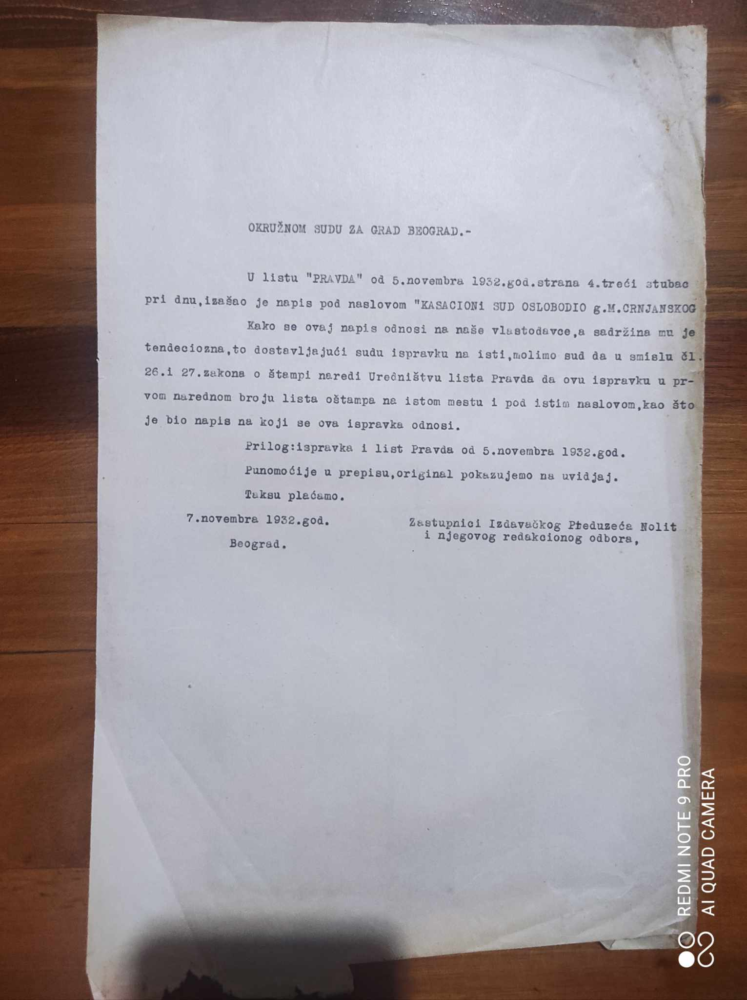 OKRUŽNOM SUDU ZA GRAD BEOGRAD.-
U listu "PRAVDA" od 5.novembra 1932.god.strana 4.treći stubac
pri dnu,izašao je napis pod naslovom "KASACIONi SUD OSLOBODIO g.M.CRNJANSKOG
Kako se ovaj napis odnosi na naše vlastodavce,a sadržina mu je
tendeciozna,to dostavljajući sudu ispravku na isti,molimo sud da u smislu čl.
26.i 27.zakona o štampi naredi Uredništvu lista Pravda da ovu ispravku u pr-
vom narednom broju lista oštampa na istom mestu i pod istim naslovom,kao što
je bio napis na koji se ova ispravka odnosi.
Prilog:ispravka i list Pravda od 5.novembra 1932.god.
Punomoćije u prepisu,original pokazujemo na uvidjaj.
Taksu plaćamo.
7.novembra 1932.god.
Beograd.
Zastupnici Izdavačkog Preduzeća Nolit
i njegovog redakcionog odbora,
REDMI NOTE 9 PRO
AI QUAD CAMERA